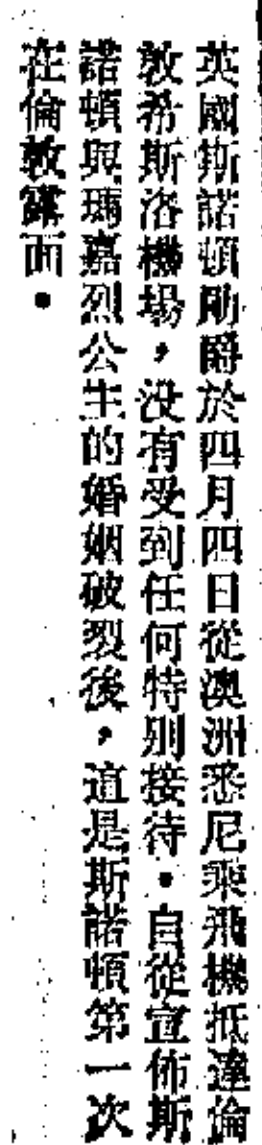 英國斯諾頓勛爵於四月四日從澳洲悉尼乘飛機抵達倫
敦希斯洛機場，没有受到任何特別接待。自從宣佈斯
諾頓與瑪嘉烈公主的婚姻破裂後，這是斯諾頓第一次
在倫敦露面。